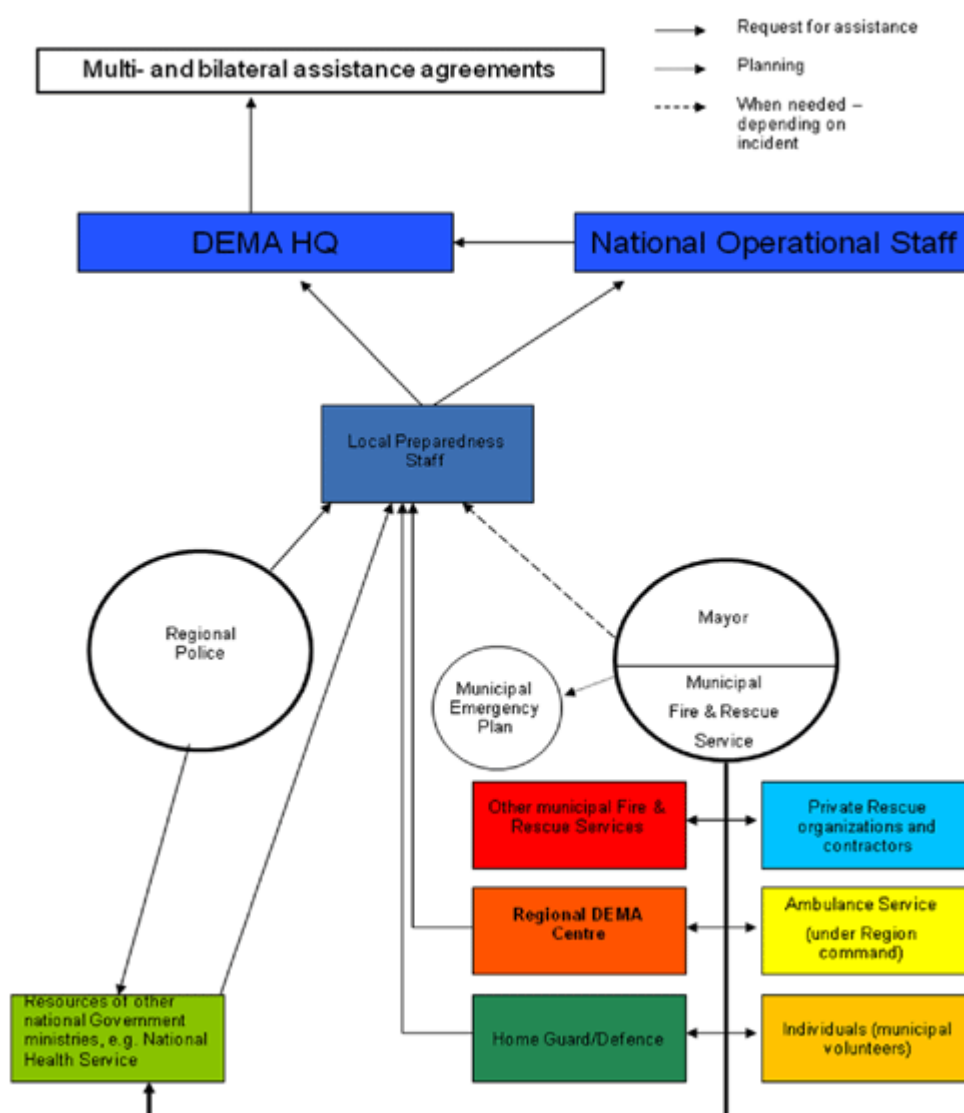 Request for assistance
Planning
When needed –
depending on
incident
Multi- and bilateral assistance agreements
DEMA HQ
National Operational Staff
Local Preparedness
Staff
Regional
Police
Mayor
Municipal
Fire & Rescue
Service
Municipal
Emergency
Plan
Other municipal Fire &
Rescue Services
Private Rescue
organizations and
contractors
Regional DEMA
Centre
Ambulance Service
(under Region
command)
Resources of other
national Government
ministries, e.g. National
Health Service
Home Guard/Defence
Individuals (municipal
volunteers)